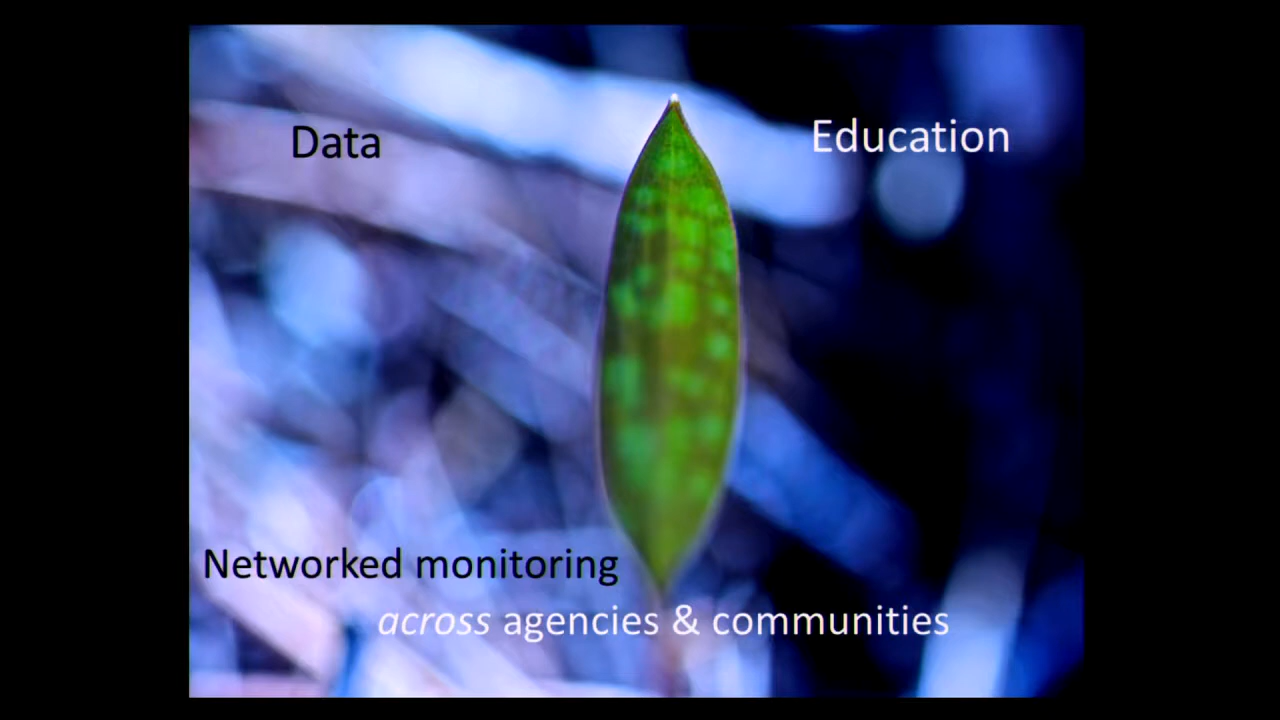 Data
Education
Networked monitoring
across agencies & communities